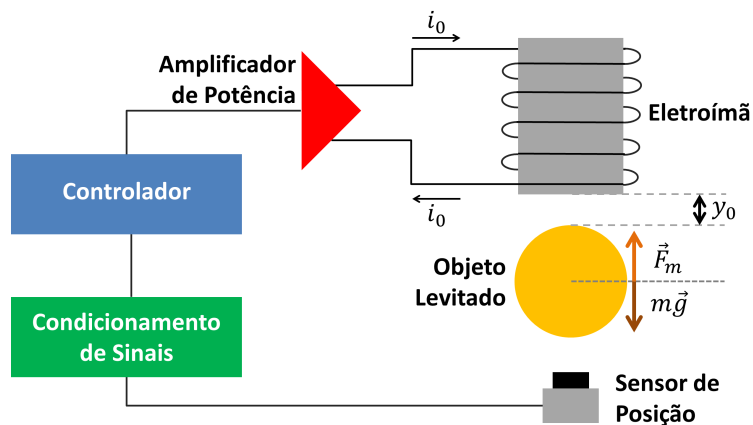 i₀
Amplificador
de Potência
Eletroímã
Controlador
i₀
y₀
Objeto
Levitado
F⃗ₘ
mg⃗
Condicionamento
de Sinais
Sensor de
Posição